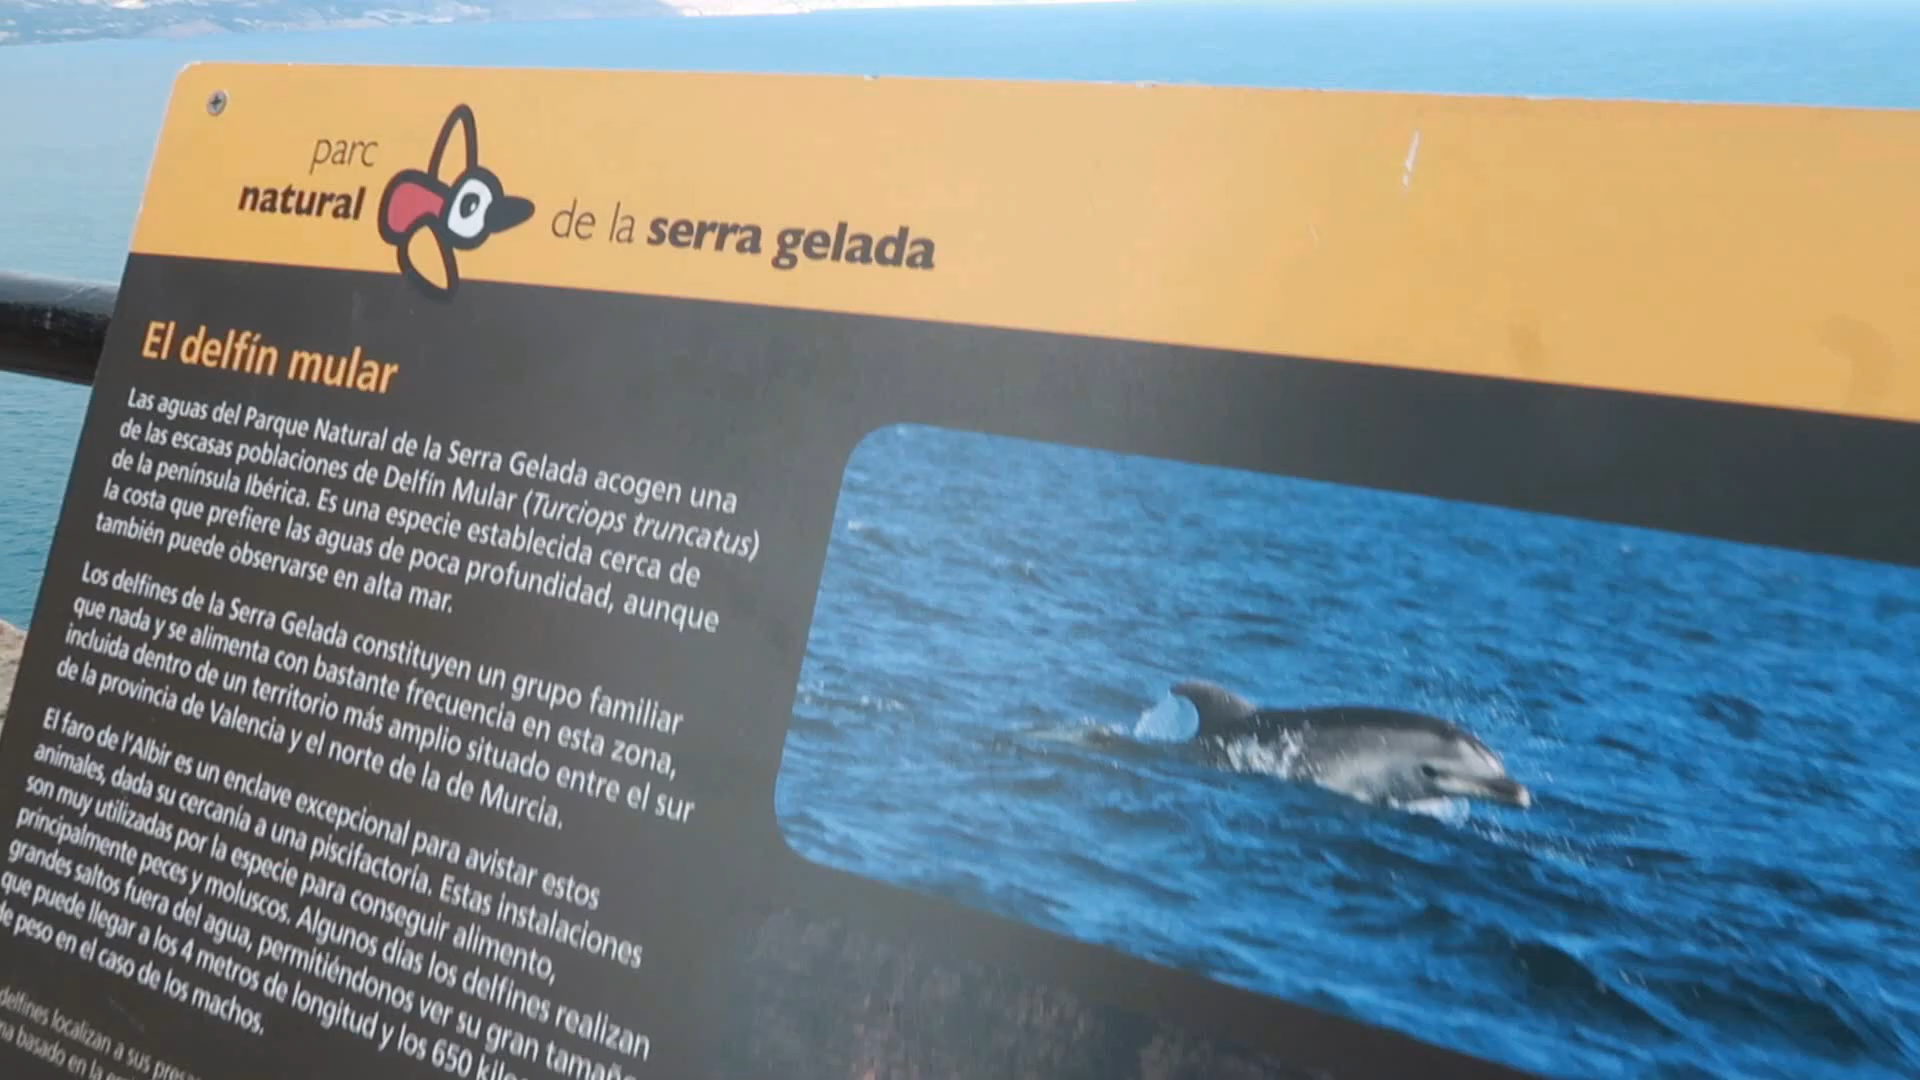 parc
natural
de la serra gelada
El delfín mular
Las aguas del Parque Natural de la Serra Gelada acogen una
de las escasas poblaciones de Delfín Mular (Turciops truncatus)
de la península Ibérica. Es una especie establecida cerca de
la costa que prefiere las aguas de poca profundidad, aunque
también puede observarse en alta mar.
Los delfines de la Serra Gelada constituyen un grupo familiar
que nada y se alimenta con bastante frecuencia en esta zona,
incluida dentro de un territorio más amplio situado entre el sur
de la provincia de Valencia y el norte de la de Murcia.
El faro de l'Albir es un enclave excepcional para avistar estos
animales, dada su cercanía a una piscifactoría. Estas instalaciones
son muy utilizadas por la especie para conseguir alimento,
principalmente peces y moluscos. Algunos días los delfines realizan
grandes saltos fuera del agua, permitiéndonos ver su gran
que puede llegar a los 4 metros de longitud y los 650
de peso en el caso de los machos.
delfines localizan a sus
basado en la